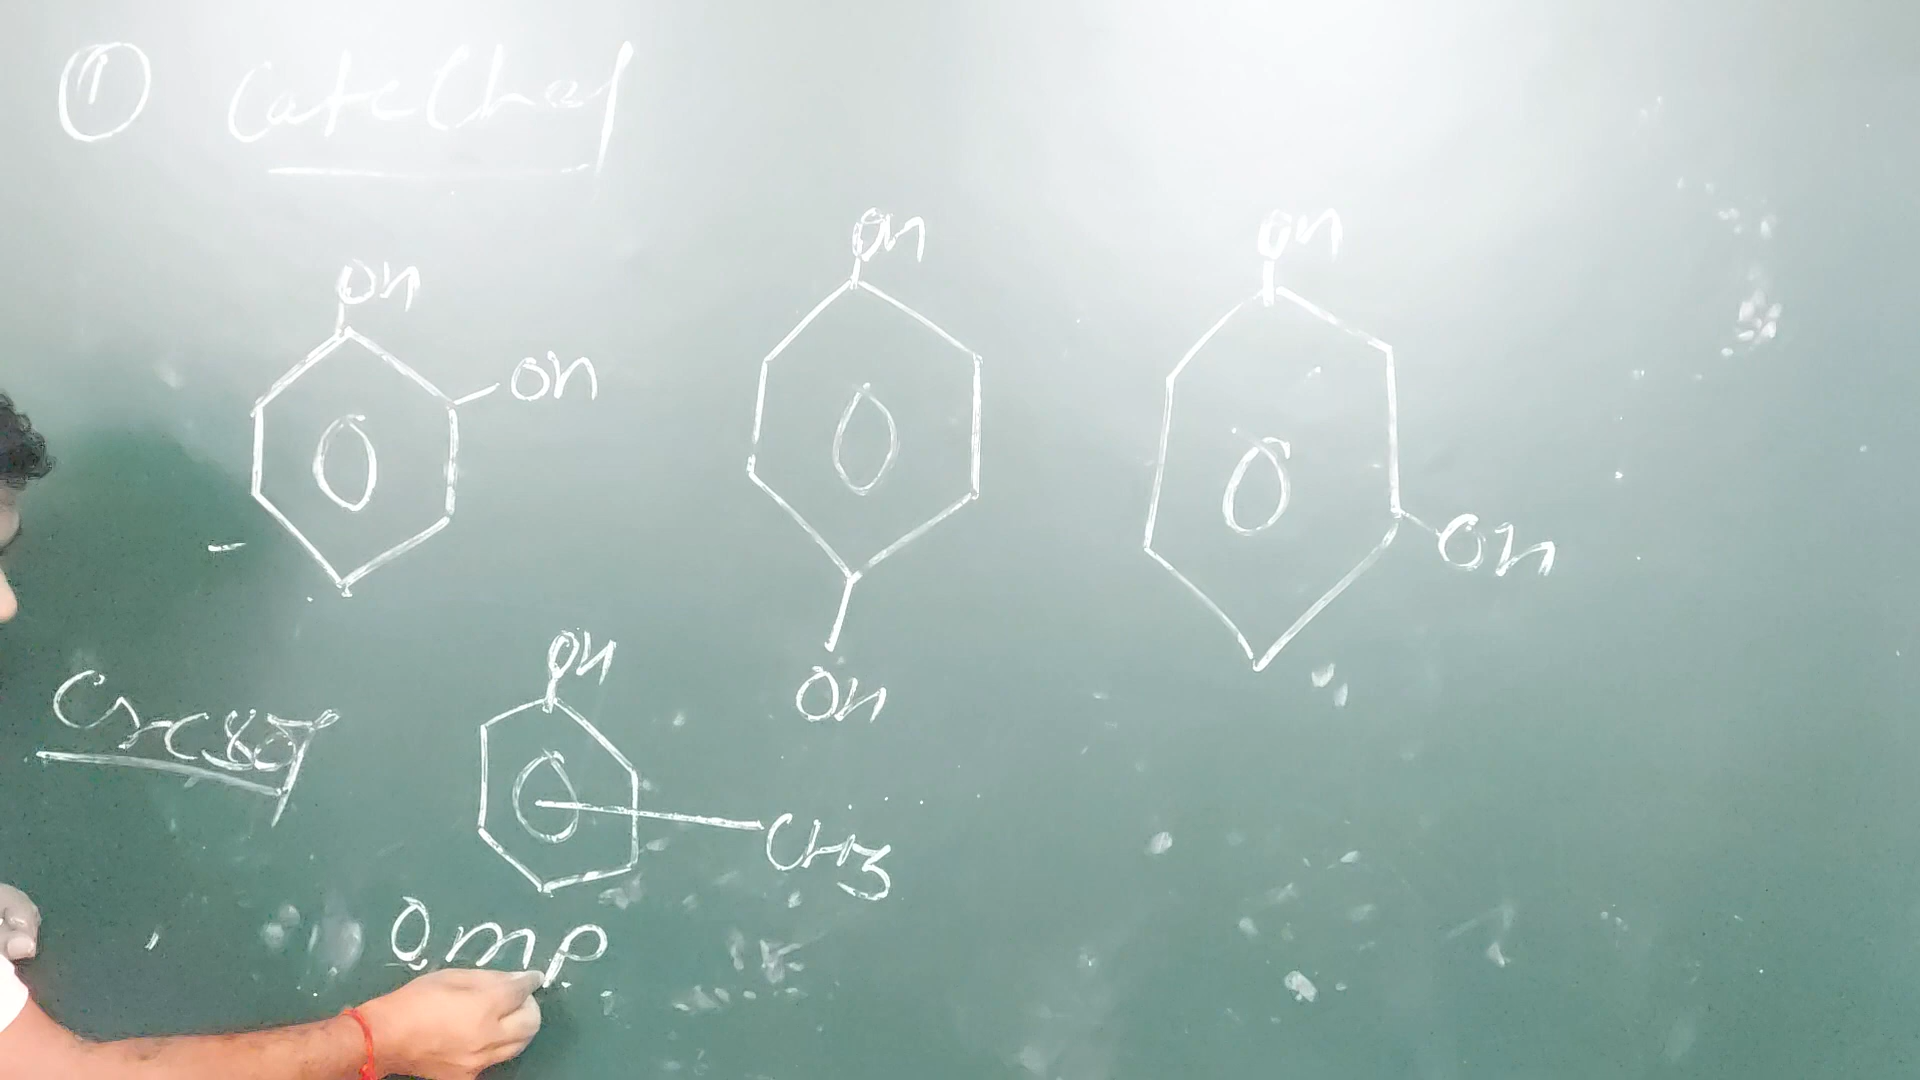 ① Catechol
OH
OH
OH
OH
OH
OH
Cresol
OH
CH3
O, m, P